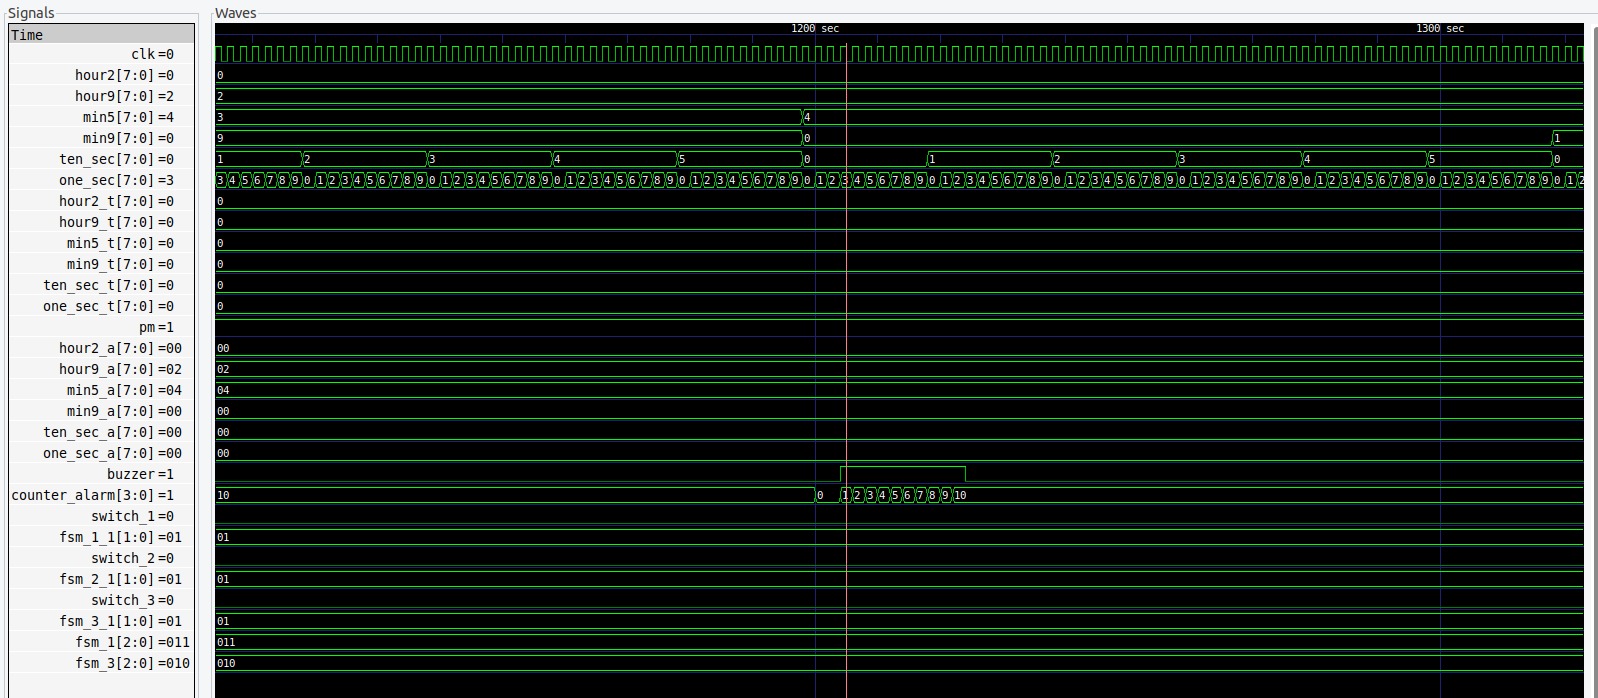 Signals Waves
Time 1200 sec 1300 sec
clk=0
hour2[7:0]=0 0
hour9[7:0]=2 2
min5[7:0]=4 3 4
min9[7:0]=0 9 0 1
ten_sec[7:0]=0 1 2 3 4 5 0 1 2 3 4 5 0
one_sec[7:0]=3 3 4 5 6 7 8 9 0 1 2 3 4 5 6 7 8 9 0 1 2 3 4 5 6 7 8 9 0 1 2 3 4 5 6 7 8 9 0 1 2 3 4 5 6 7 8 9 0 1 2 3 4 5 6 7 8 9 0 1 2 3 4 5 6 7 8 9 0 1 2 3 4 5 6 7 8 9 0 1 2 3 4 5 6 7 8 9 0 1 2 3 4 5 6 7 8 9 0 1 2 3 4 5 6 7 8 9 0 1 2
hour2_t[7:0]=0 0
hour9_t[7:0]=0 0
min5_t[7:0]=0 0
min9_t[7:0]=0 0
ten_sec_t[7:0]=0 0
one_sec_t[7:0]=0 0
pm=1
hour2_a[7:0]=00 00
hour9_a[7:0]=02 02
min5_a[7:0]=04 04
min9_a[7:0]=00 00
ten_sec_a[7:0]=00 00
one_sec_a[7:0]=00 00
buzzer=1
counter_alarm[3:0]=1 10 0 1 2 3 4 5 6 7 8 9 10
switch_1=0
fsm_1_1[1:0]=01 01
switch_2=0
fsm_2_1[1:0]=01 01
switch_3=0
fsm_3_1[1:0]=01 01
fsm_1[2:0]=011 011
fsm_3[2:0]=010 010